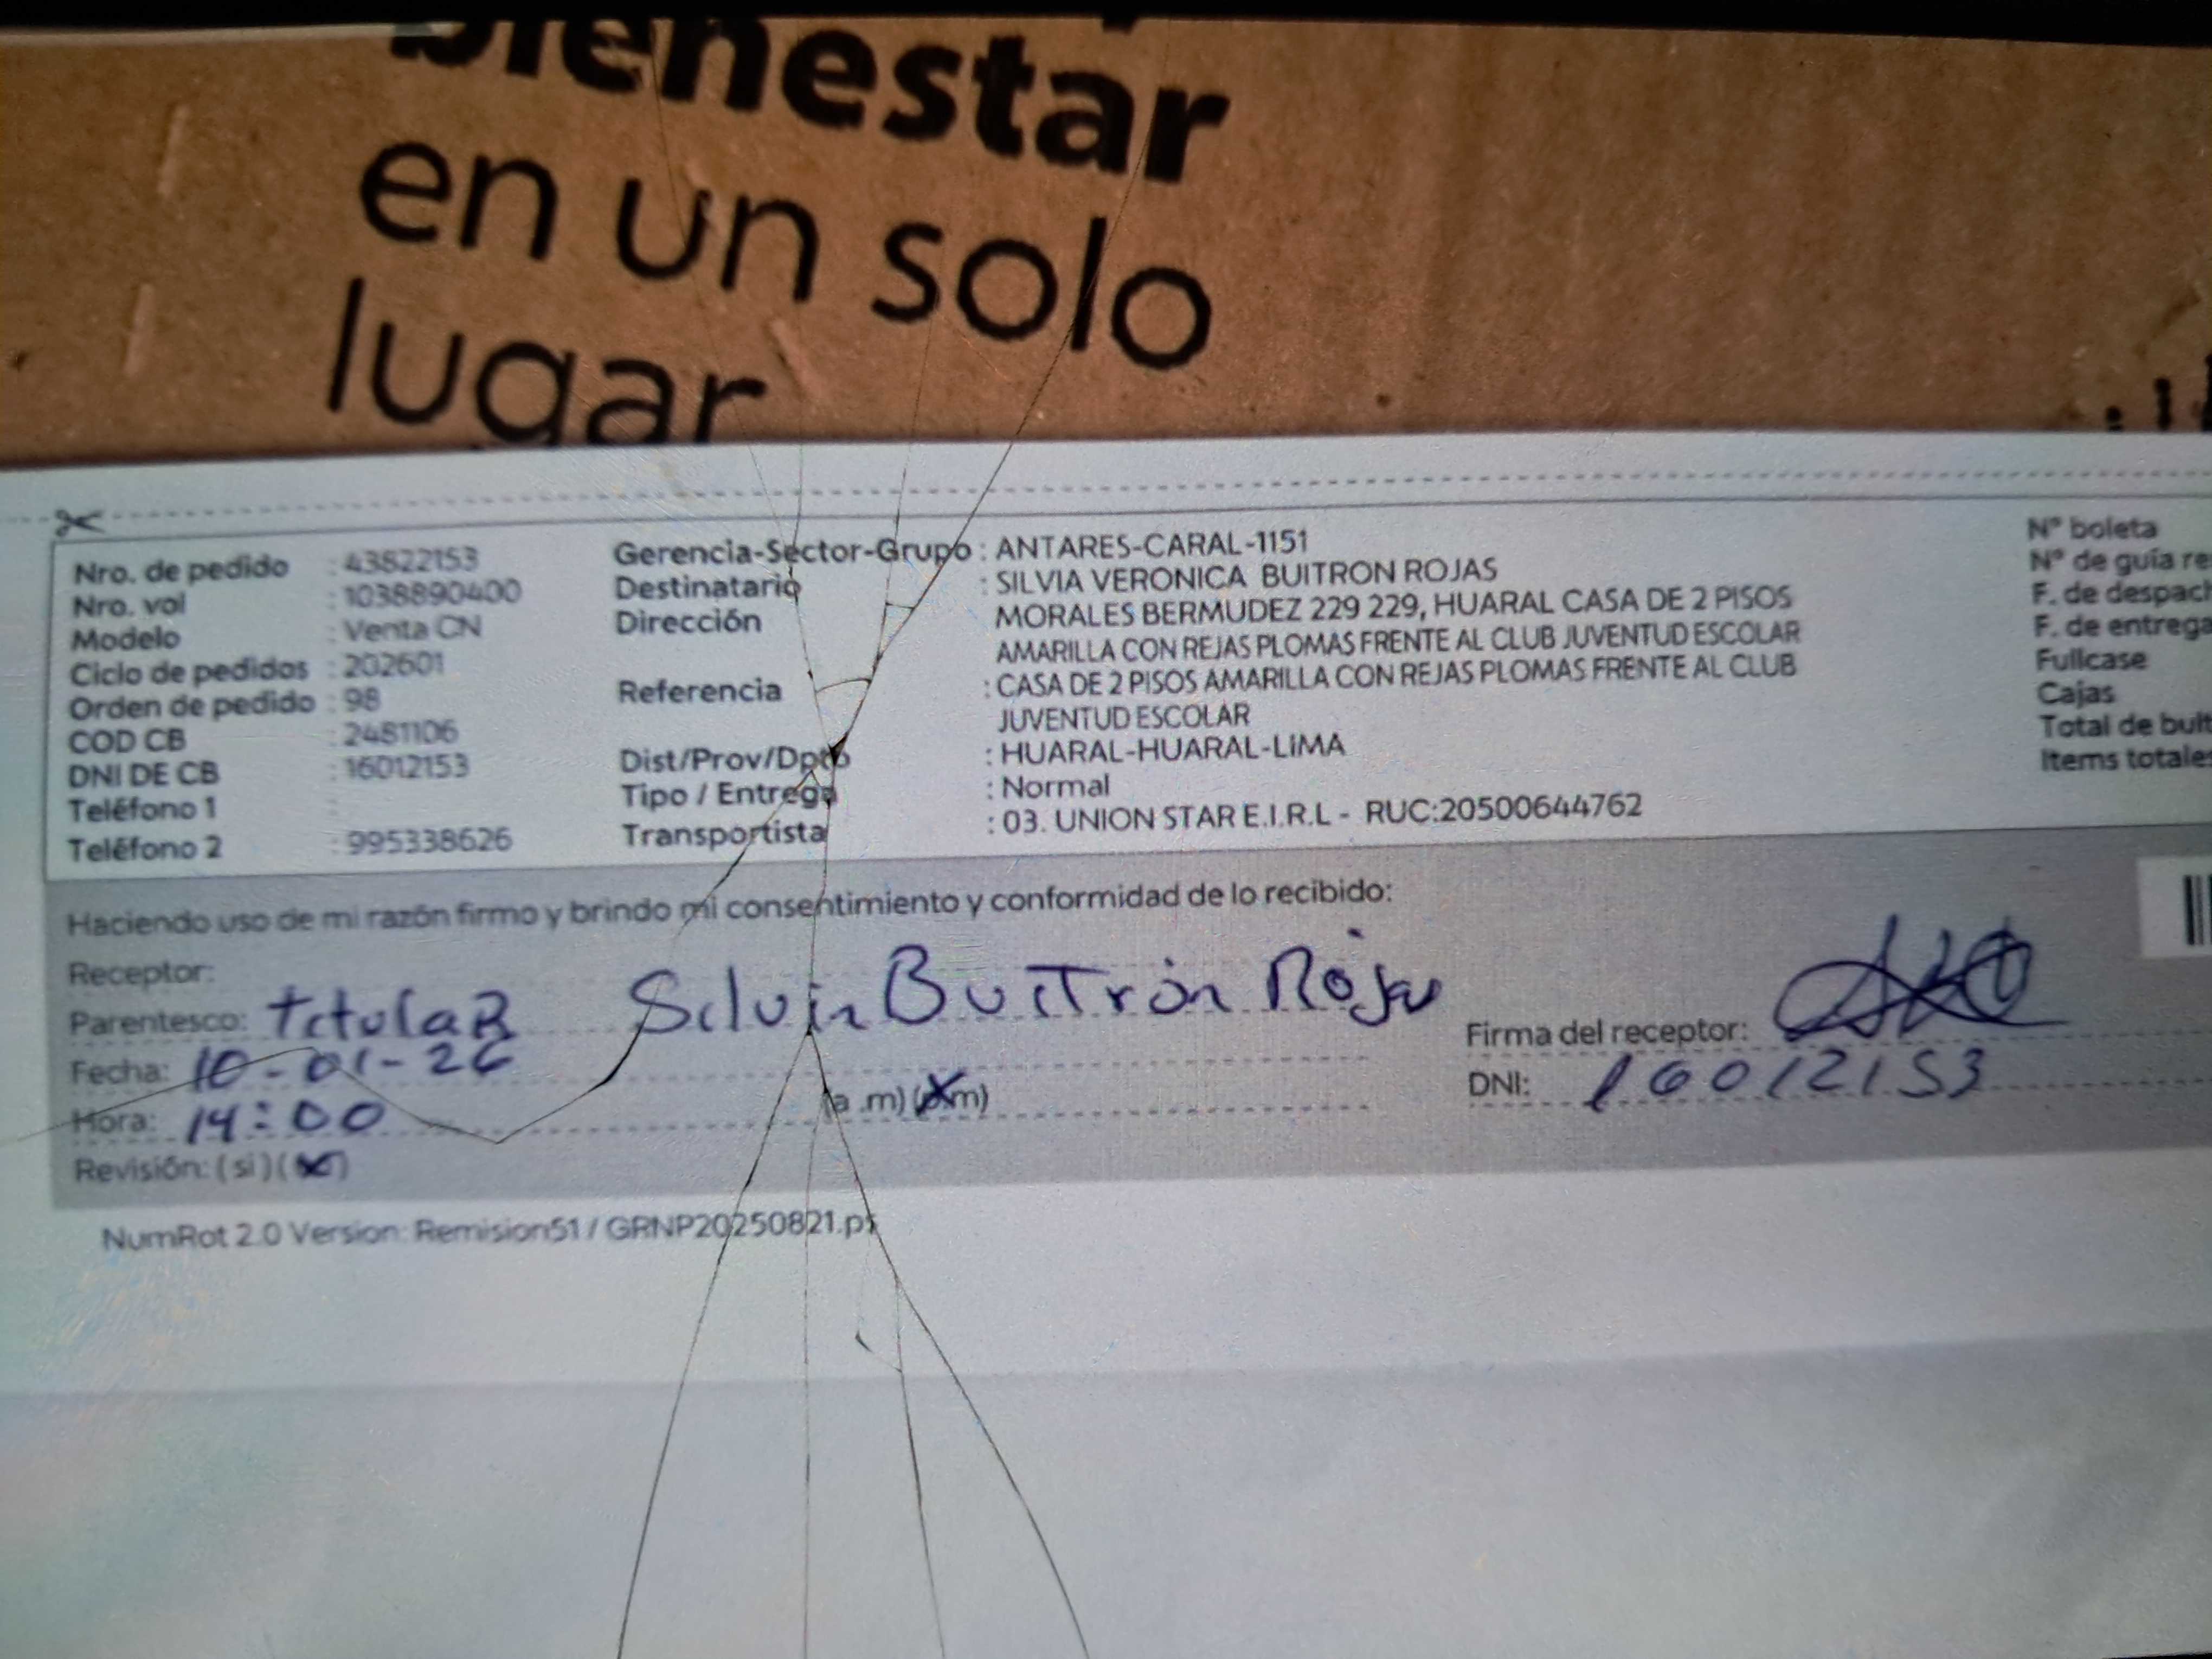 bienestar
en un solo
lugar
Nro. de pedido : 43822153
Nro. vol : 1038890400
Modelo : Venta CN
Ciclo de pedidos : 202601
Orden de pedido : 98
COD CB : 2481106
DNI DE CB : 16012153
Teléfono 1 :
Teléfono 2 : 995338626
Gerencia-Sector-Grupo : ANTARES-CARAL-1151
Destinatario : SILVIA VERONICA BUITRON ROJAS
Dirección MORALES BERMUDEZ 229 229, HUARAL CASA DE 2 PISOS
AMARILLA CON REJAS PLOMAS FRENTE AL CLUB JUVENTUD ESCOLAR
Referencia : CASA DE 2 PISOS AMARILLA CON REJAS PLOMAS FRENTE AL CLUB
JUVENTUD ESCOLAR
Dist/Prov/Dpto : HUARAL-HUARAL-LIMA
Tipo / Entrega : Normal
Transportista : 03. UNION STAR E.I.R.L - RUC:20500644762
Nº boleta
Nº de guía re
F. de despach
F. de entrega
Fullcase
Cajas
Total de bult
Items totales
Haciendo uso de mi razón firmo y brindo mi consentimiento y conformidad de lo recibido:
Receptor:
Parentesco: titulaR Silvia Buitrón Rojas
Fecha: 10-01-26
Hora: 14:00 (a .m) (p.m)
Revisión: (si) (no)
Firma del receptor:
DNI: 16012153
NumRot 2.0 Version: Remision51 / GRNP20250821.pt